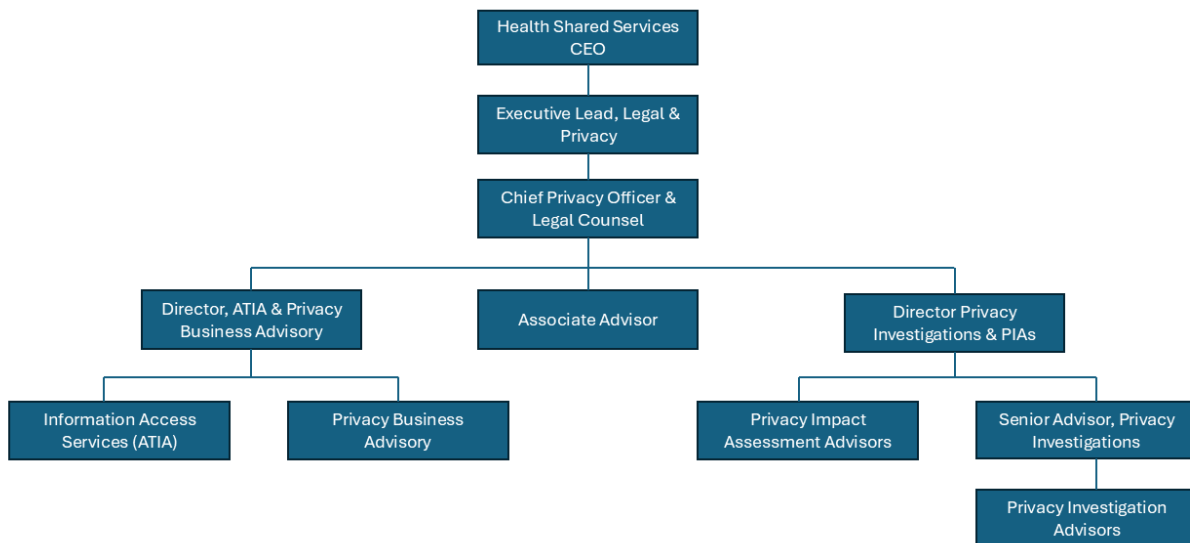 Health Shared Services
CEO
Executive Lead, Legal &
Privacy
Chief Privacy Officer &
Legal Counsel
Director, ATIA & Privacy
Business Advisory
Associate Advisor
Director Privacy
Investigations & PIAs
Information Access
Services (ATIA)
Privacy Business
Advisory
Privacy Impact
Assessment Advisors
Senior Advisor, Privacy
Investigations
Privacy Investigation
Advisors